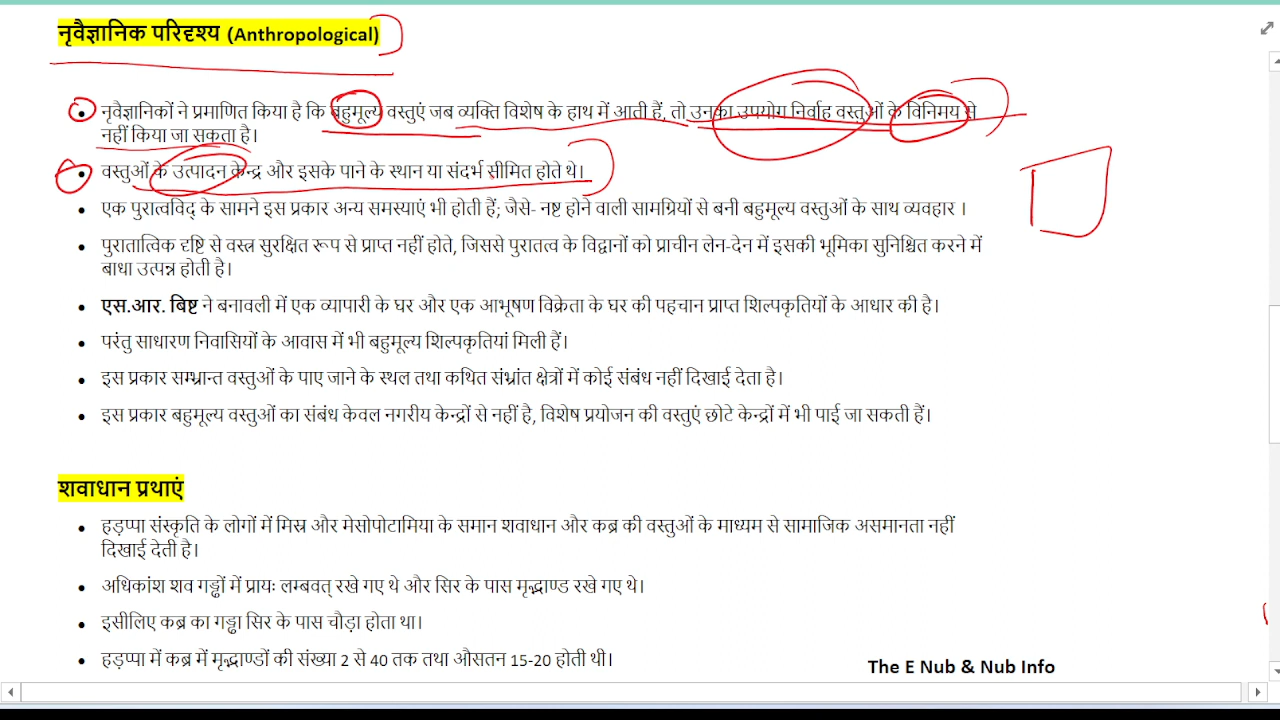 नृवैज्ञानिक परिदृश्य (Anthropological)
• नृवैज्ञानिकों ने प्रमाणित किया है कि बहुमूल्य वस्तुएं जब व्यक्ति विशेष के हाथ में आती हैं, तो उनका उपयोग निर्वाह वस्तुओं के विनिमय से
नहीं किया जा सकता है।
• वस्तुओं के उत्पादन केन्द्र और इसके पाने के स्थान या संदर्भ सीमित होते थे।
• एक पुरातत्वविद् के सामने इस प्रकार अन्य समस्याएं भी होती हैं; जैसे- नष्ट होने वाली सामग्रियों से बनी बहुमूल्य वस्तुओं के साथ व्यवहार ।
• पुरातात्विक दृष्टि से वस्त्र सुरक्षित रूप से प्राप्त नहीं होते, जिससे पुरातत्व के विद्वानों को प्राचीन लेन-देन में इसकी भूमिका सुनिश्चित करने में
बाधा उत्पन्न होती है।
• एस.आर. बिष्ट ने बनावली में एक व्यापारी के घर और एक आभूषण विक्रेता के घर की पहचान प्राप्त शिल्पकृतियों के आधार की है।
• परंतु साधारण निवासियों के आवास में भी बहुमूल्य शिल्पकृतियां मिली हैं।
• इस प्रकार सम्भ्रान्त वस्तुओं के पाए जाने के स्थल तथा कथित संभ्रांत क्षेत्रों में कोई संबंध नहीं दिखाई देता है।
• इस प्रकार बहुमूल्य वस्तुओं का संबंध केवल नगरीय केन्द्रों से नहीं है, विशेष प्रयोजन की वस्तुएं छोटे केन्द्रों में भी पाई जा सकती हैं।
शवाधान प्रथाएं
• हड़प्पा संस्कृति के लोगों में मिस्र और मेसोपोटामिया के समान शवाधान और कब्र की वस्तुओं के माध्यम से सामाजिक असमानता नहीं
दिखाई देती है।
• अधिकांश शव गड्ढों में प्रायः लम्बवत् रखे गए थे और सिर के पास मृद्भाण्ड रखे गए थे।
• इसीलिए कब्र का गड्ढा सिर के पास चौड़ा होता था।
• हड़प्पा में कब्र में मृद्भाण्डों की संख्या 2 से 40 तक तथा औसतन 15-20 होती थी।
The E Nub & Nub Info